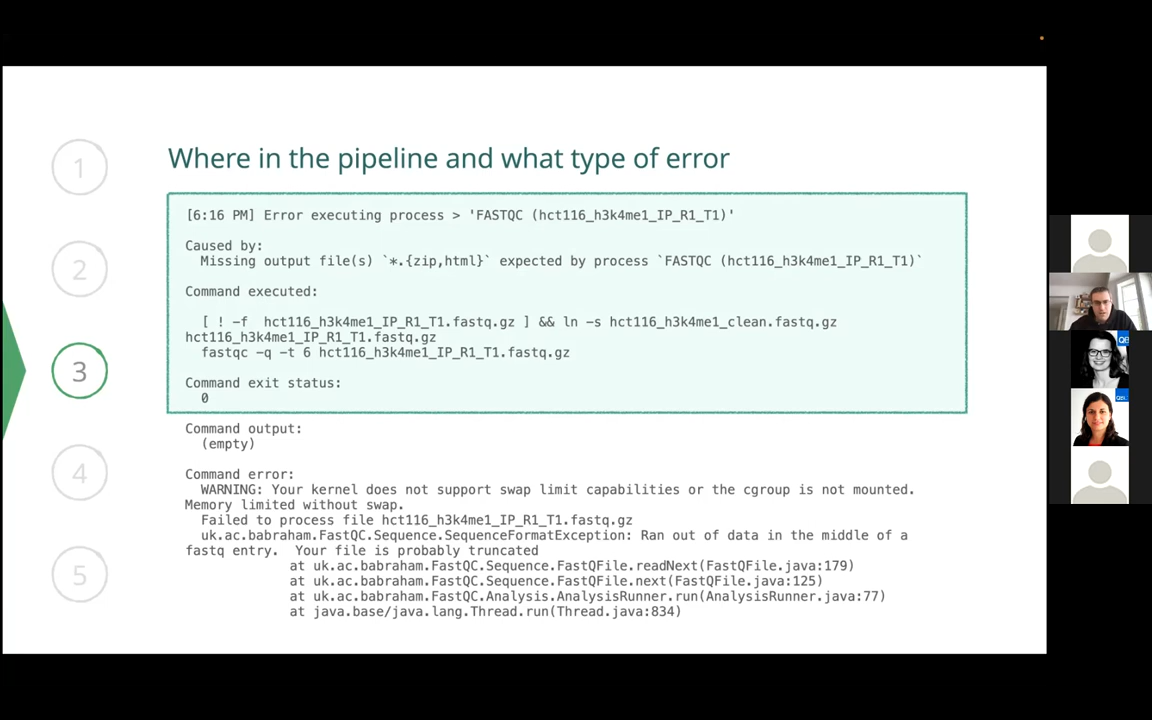 Where in the pipeline and what type of error
1
2
3
4
5
[6:16 PM] Error executing process > 'FASTQC (hct116_h3k4me1_IP_R1_T1)'
Caused by:
Missing output file(s) `*.{zip,html}` expected by process `FASTQC (hct116_h3k4me1_IP_R1_T1)`
Command executed:
[ ! -f  hct116_h3k4me1_IP_R1_T1.fastq.gz ] && ln -s hct116_h3k4me1_clean.fastq.gz
hct116_h3k4me1_IP_R1_T1.fastq.gz
fastqc -q -t 6 hct116_h3k4me1_IP_R1_T1.fastq.gz
Command exit status:
0
Command output:
(empty)
Command error:
WARNING: Your kernel does not support swap limit capabilities or the cgroup is not mounted.
Memory limited without swap.
Failed to process file hct116_h3k4me1_IP_R1_T1.fastq.gz
uk.ac.babraham.FastQC.Sequence.SequenceFormatException: Ran out of data in the middle of a
fastq entry.  Your file is probably truncated
at uk.ac.babraham.FastQC.Sequence.FastQFile.readNext(FastQFile.java:179)
at uk.ac.babraham.FastQC.Sequence.FastQFile.next(FastQFile.java:125)
at uk.ac.babraham.FastQC.Analysis.AnalysisRunner.run(AnalysisRunner.java:77)
at java.base/java.lang.Thread.run(Thread.java:834)